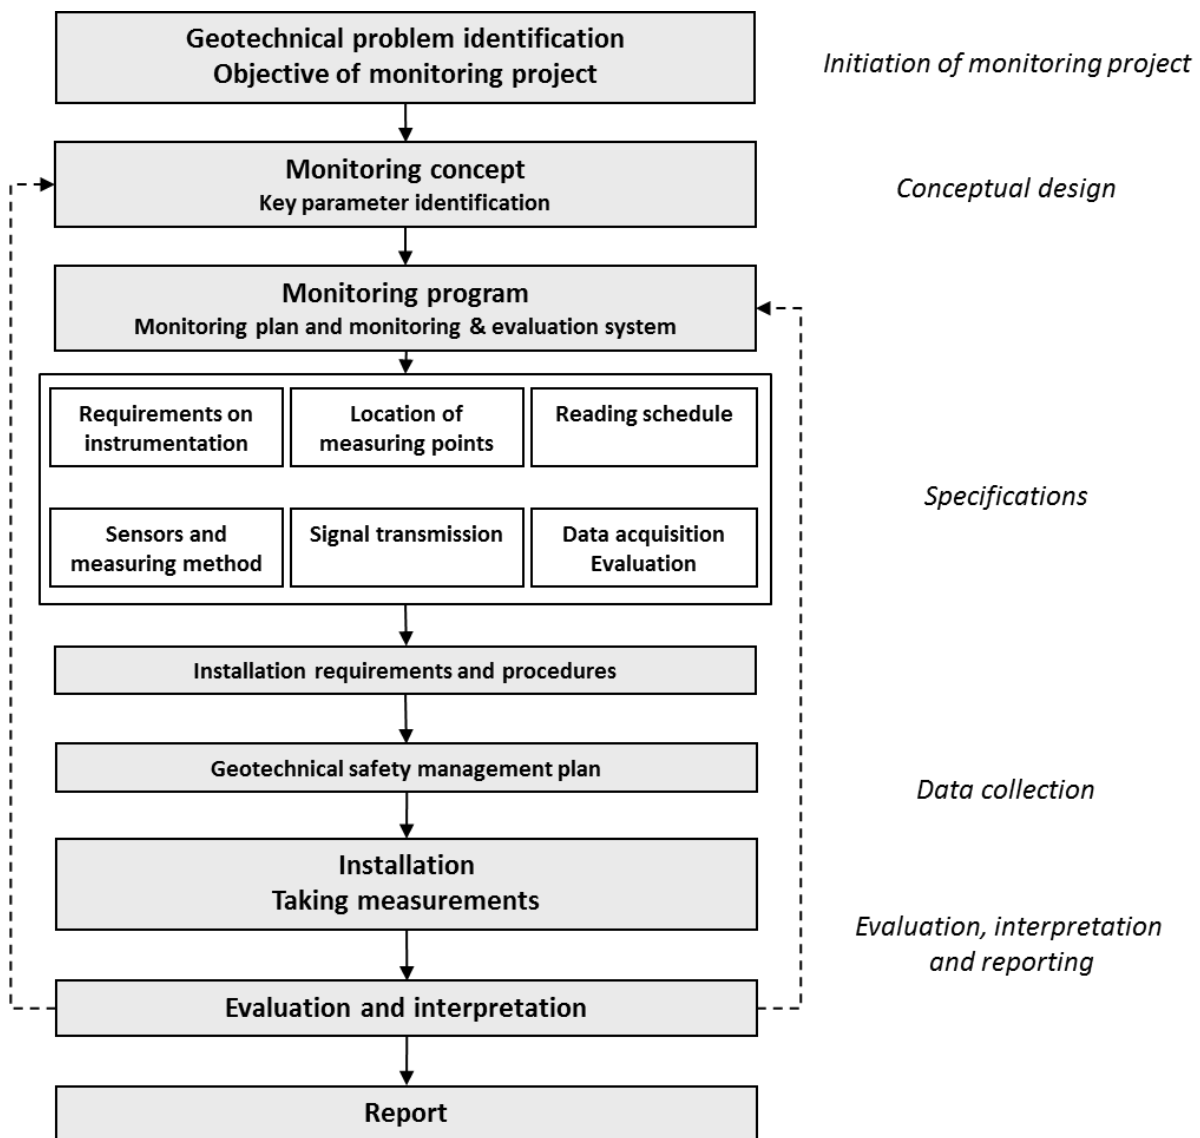 Geotechnical problem identification
Objective of monitoring project
Initiation of monitoring project
Monitoring concept
Key parameter identification
Conceptual design
Monitoring program
Monitoring plan and monitoring & evaluation system
Requirements on
instrumentation
Location of
measuring points
Reading schedule
Specifications
Sensors and
measuring method
Signal transmission
Data acquisition
Evaluation
Installation requirements and procedures
Geotechnical safety management plan
Data collection
Installation
Taking measurements
Evaluation, interpretation
and reporting
Evaluation and interpretation
Report